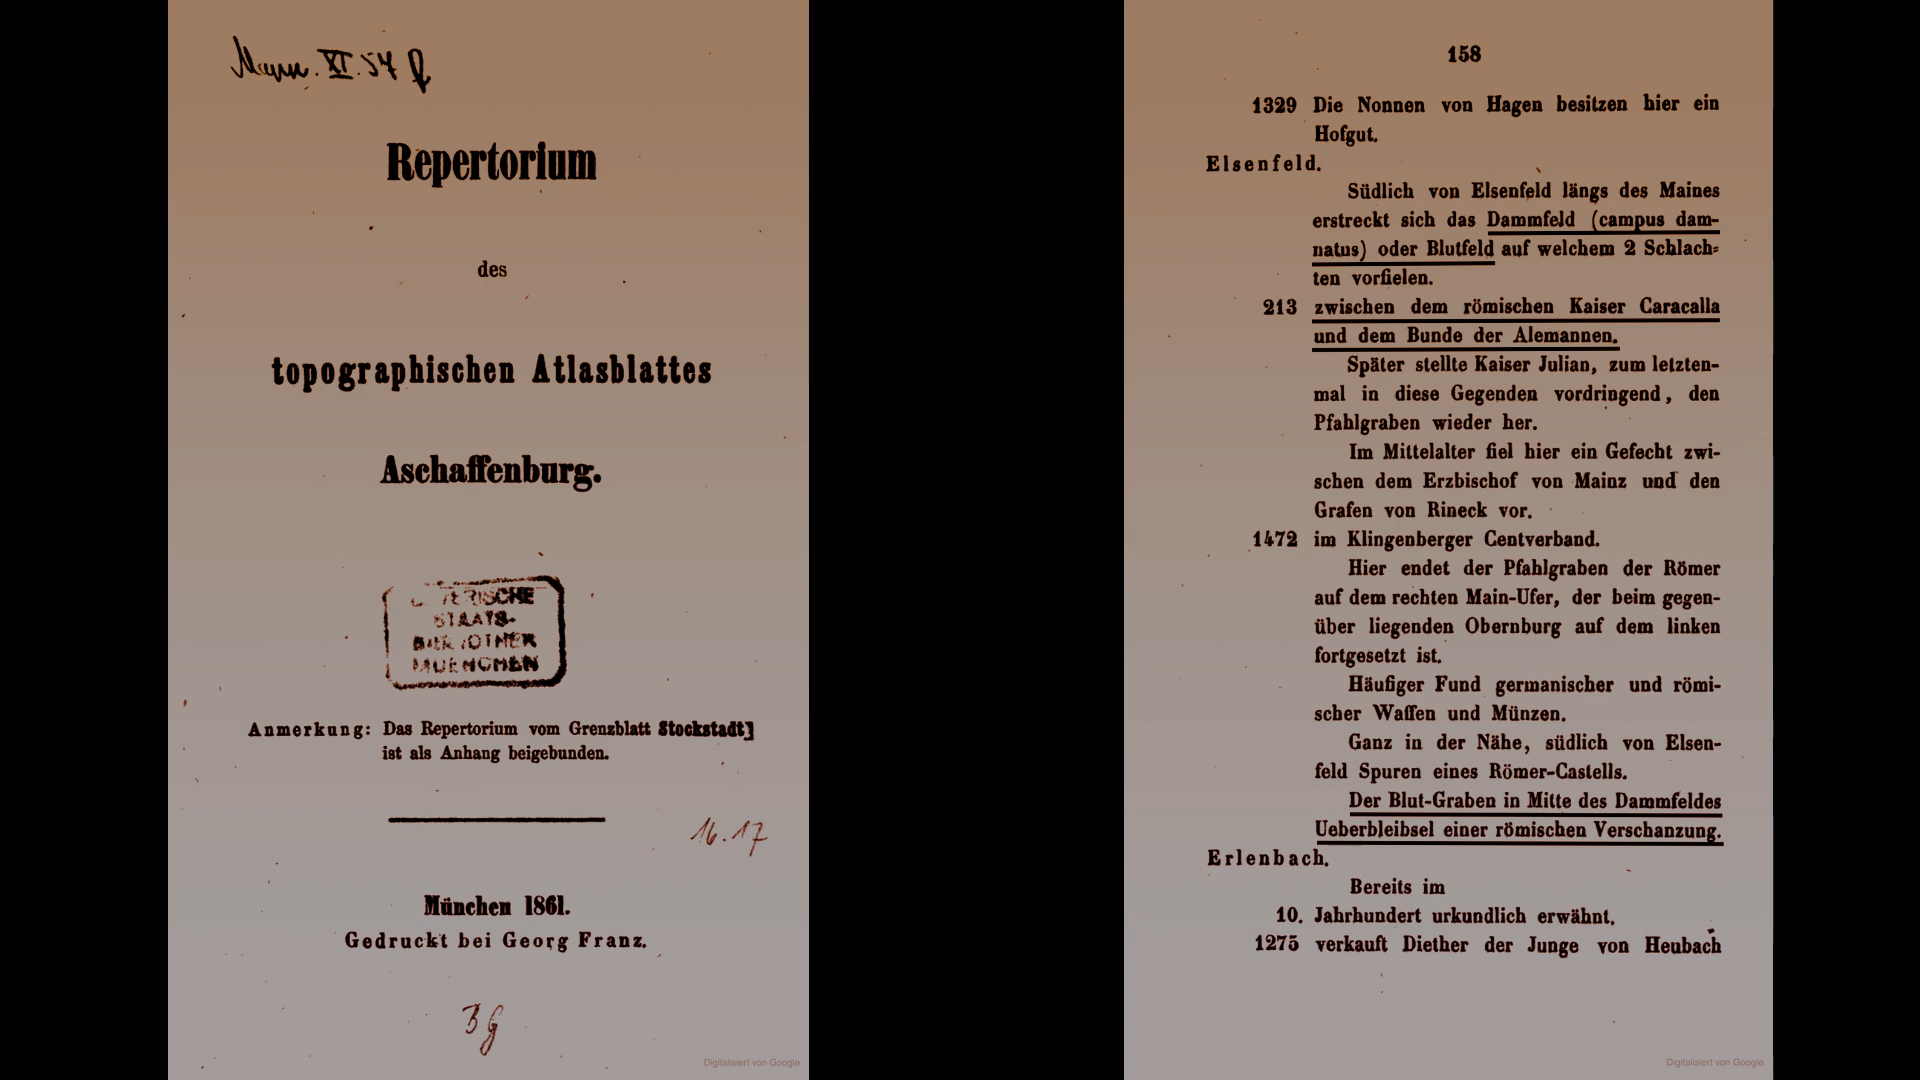 Mann. XI. 54 f
Repertorium
des
topographischen Atlasblattes
Aschaffenburg.
STAATS-
MUENCHEN
Anmerkung: Das Repertorium vom Grenzblatt Stockstadt]
ist als Anhang beigebunden.
16.17
München 1861.
Gedruckt bei Georg Franz.
Digitalisiert von Google
158
1329 Die Nonnen von Hagen besitzen hier ein
Hofgut.
Elsenfeld.
Südlich von Elsenfeld längs des Maines
erstreckt sich das Dammfeld (campus dam-
natus) oder Blutfeld auf welchem 2 Schlach-
ten vorfielen.
213 zwischen dem römischen Kaiser Caracalla
und dem Bunde der Alemannen.
Später stellte Kaiser Julian, zum letzten-
mal in diese Gegenden vordringend, den
Pfahlgraben wieder her.
Im Mittelalter fiel hier ein Gefecht zwi-
schen dem Erzbischof von Mainz und den
Grafen von Rineck vor.
1472 im Klingenberger Centverband.
Hier endet der Pfahlgraben der Römer
auf dem rechten Main-Ufer, der beim gegen-
über liegenden Obernburg auf dem linken
fortgesetzt ist.
Häufiger Fund germanischer und römi-
scher Waffen und Münzen.
Ganz in der Nähe, südlich von Elsen-
feld Spuren eines Römer-Castells.
Der Blut-Graben in Mitte des Dammfeldes
Ueberbleibsel einer römischen Verschanzung.
Erlenbach.
Bereits im
10. Jahrhundert urkundlich erwähnt.
1275 verkauft Diether der Junge von Heubach
Digitalisiert von Google